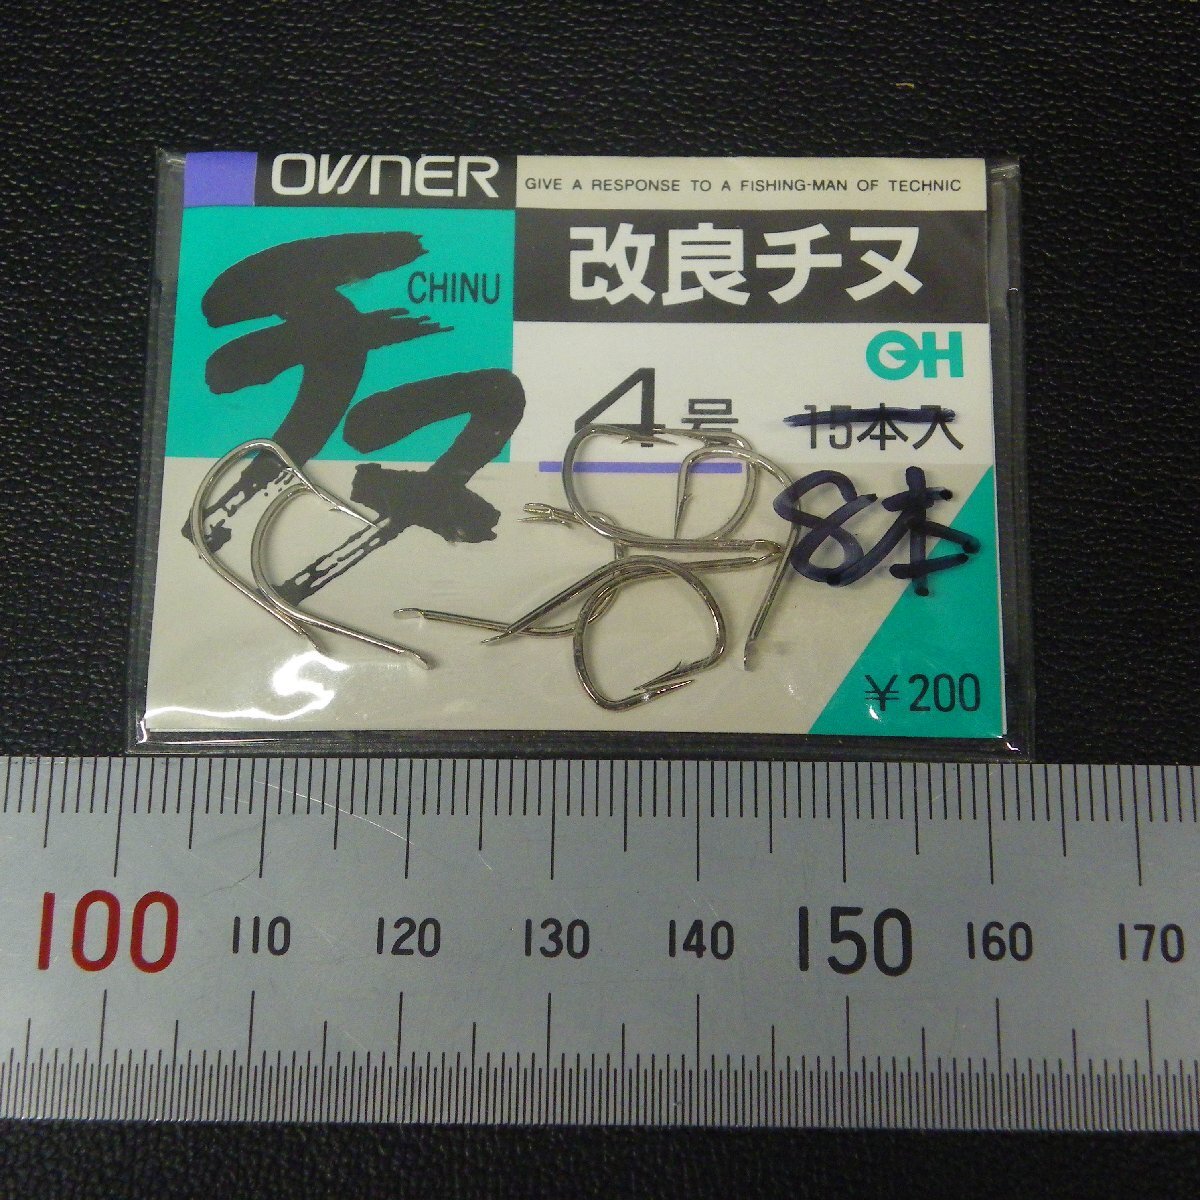 OWNER
GIVE A RESPONSE TO A FISHING-MAN OF TECHNIC
チヌ
CHINU
改良チヌ
OH
4号
15本入
8本
¥200
100 110 120 130 140 150 160 170